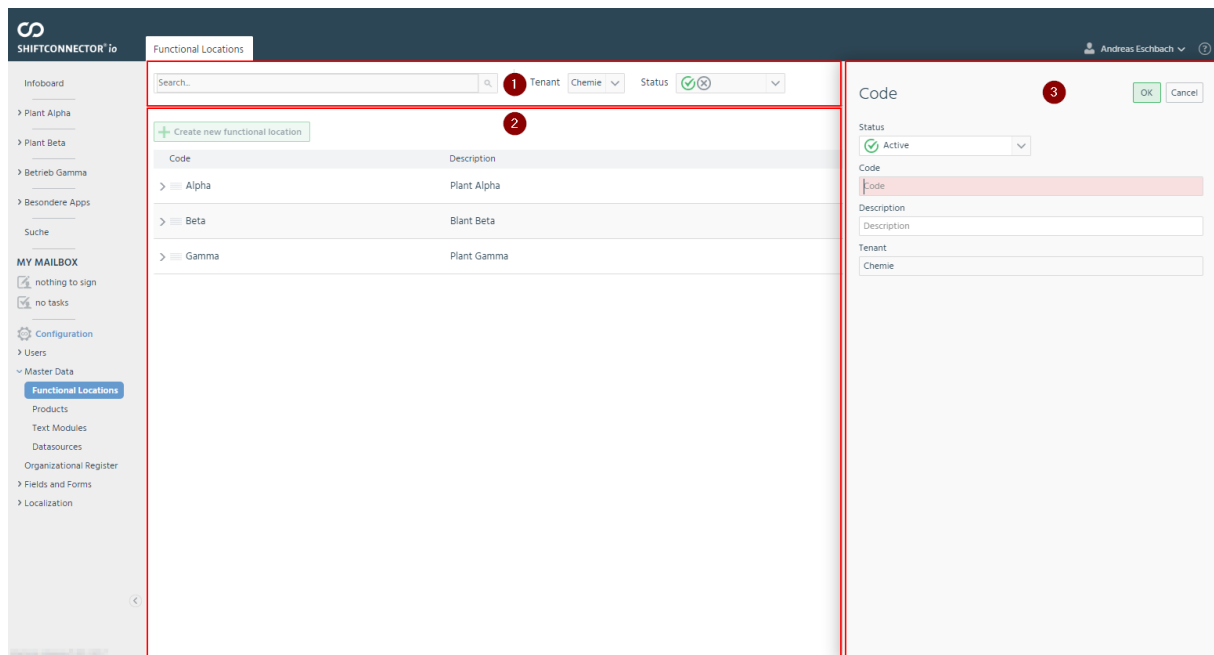 SHIFTCONNECTOR® io
Functional Locations
Andreas Eschbach
?
Infoboard
Plant Alpha
Plant Beta
Betrieb Gamma
Besondere Apps
Suche
MY MAILBOX
nothing to sign
no tasks
Configuration
Users
Master Data
Functional Locations
Products
Text Modules
Datasources
Organizational Register
Fields and Forms
Localization
Search..
1
Tenant Chemie Status
2
Create new functional location
Code Description
Alpha Plant Alpha
Beta Blant Beta
Gamma Plant Gamma
Code
3
OK Cancel
Status
Active
Code
Code
Description
Description
Tenant
Chemie